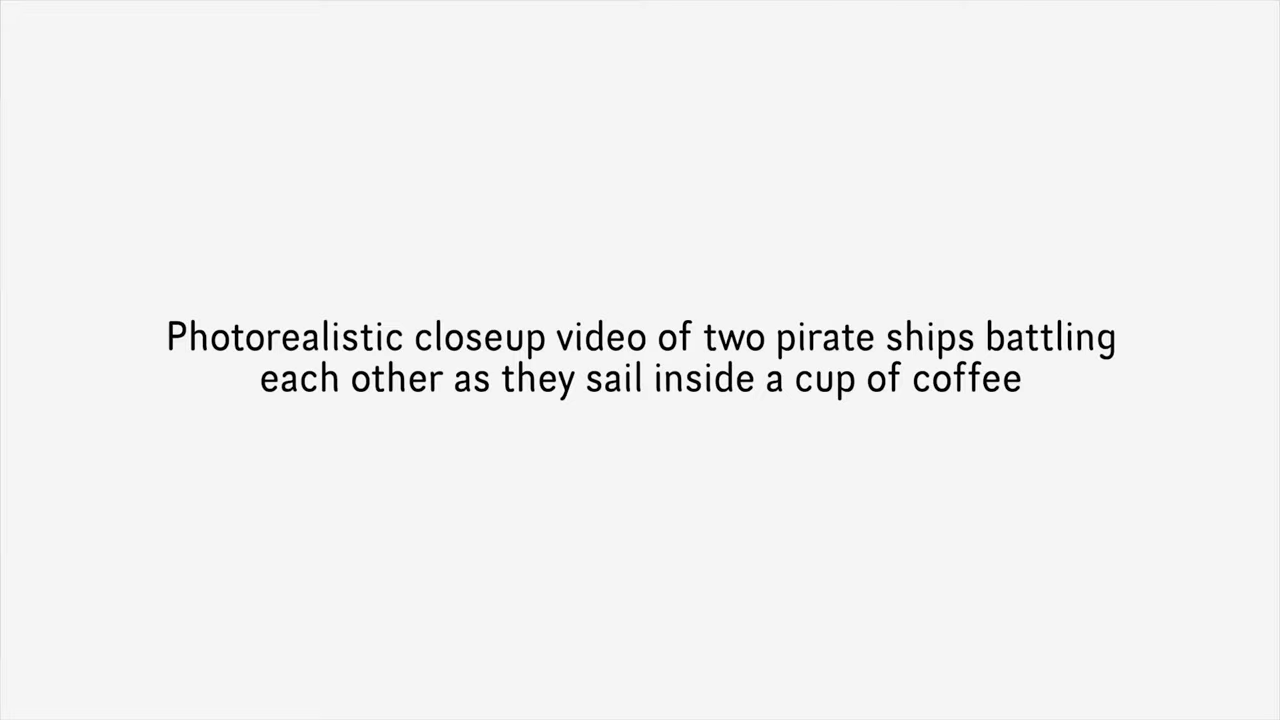 Photorealistic closeup video of two pirate ships battling
each other as they sail inside a cup of coffee